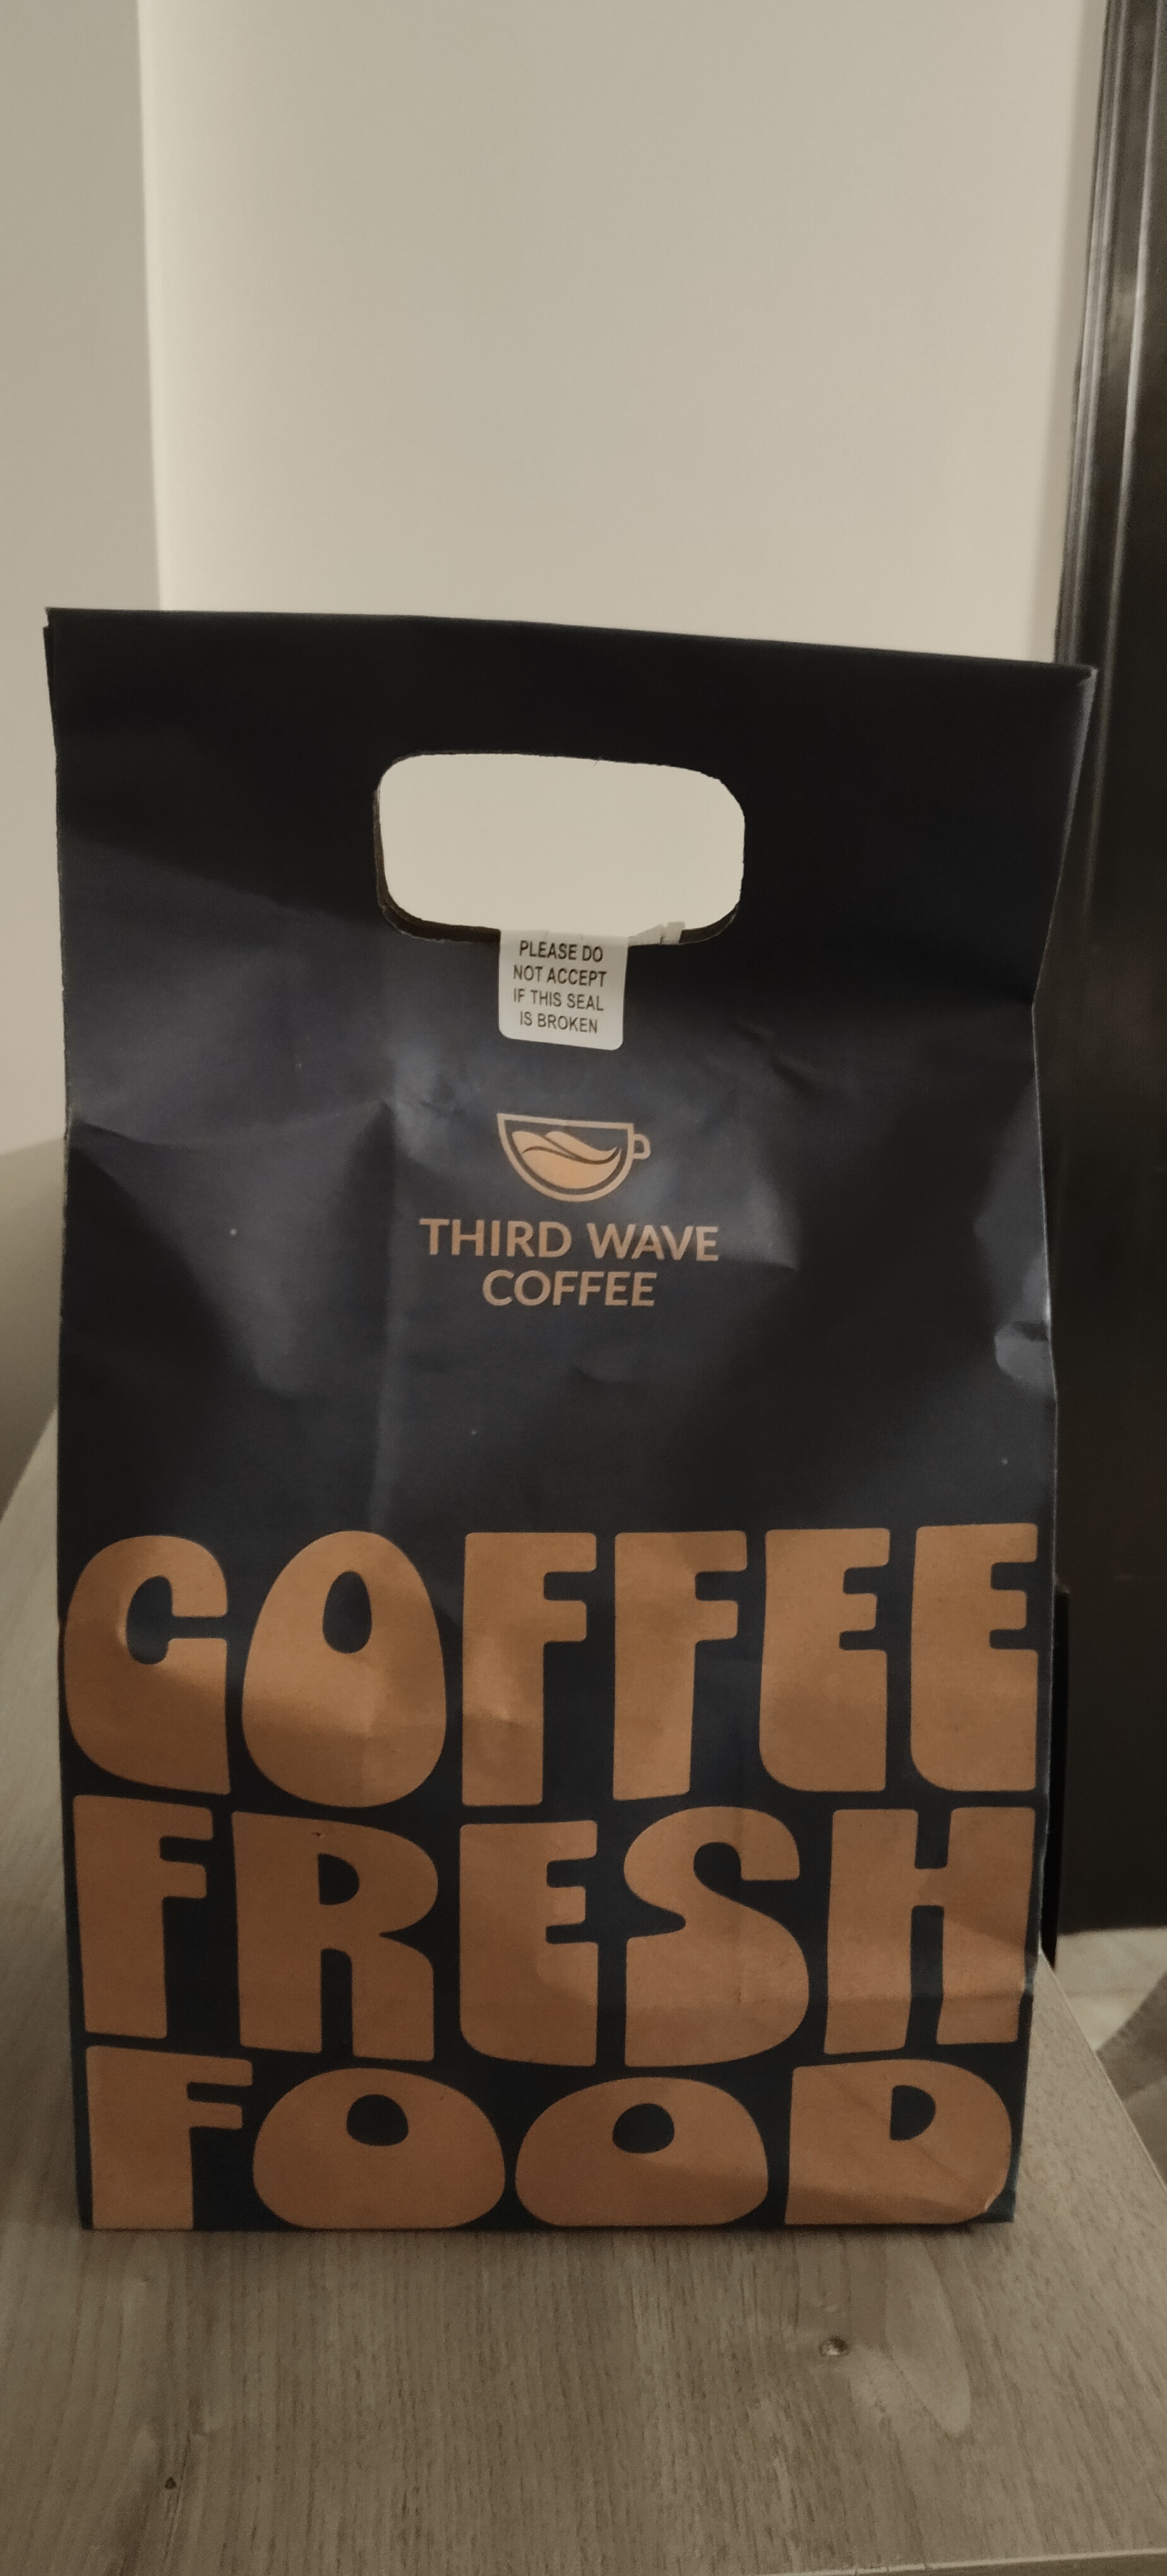 PLEASE DO
NOT ACCEPT
IF THIS SEAL
IS BROKEN
THIRD WAVE
COFFEE
COFFEE
FRESH
FOOD